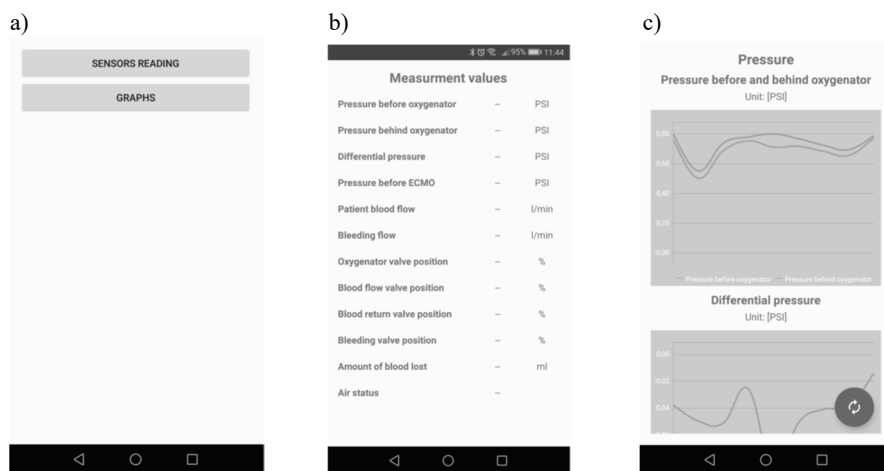 a)
SENSORS READING
GRAPHS
b)
95% 11:44
Measurment values
Pressure before oxygenator -- PSI
Pressure behind oxygenator -- PSI
Differential pressure -- PSI
Pressure before ECMO -- PSI
Patient blood flow -- l/min
Bleeding flow -- l/min
Oxygenator valve position -- %
Blood flow valve position -- %
Blood return valve position -- %
Bleeding valve position -- %
Amount of blood lost -- ml
Air status --
c)
Pressure
Pressure before and behind oxygenator
Unit: [PSI]
0,80
0,60
0,40
0,20
-0,00
Pressure before oxygenator Pressure behind oxygenator
Differential pressure
Unit: [PSI]
0,00
-0,02
-0,04